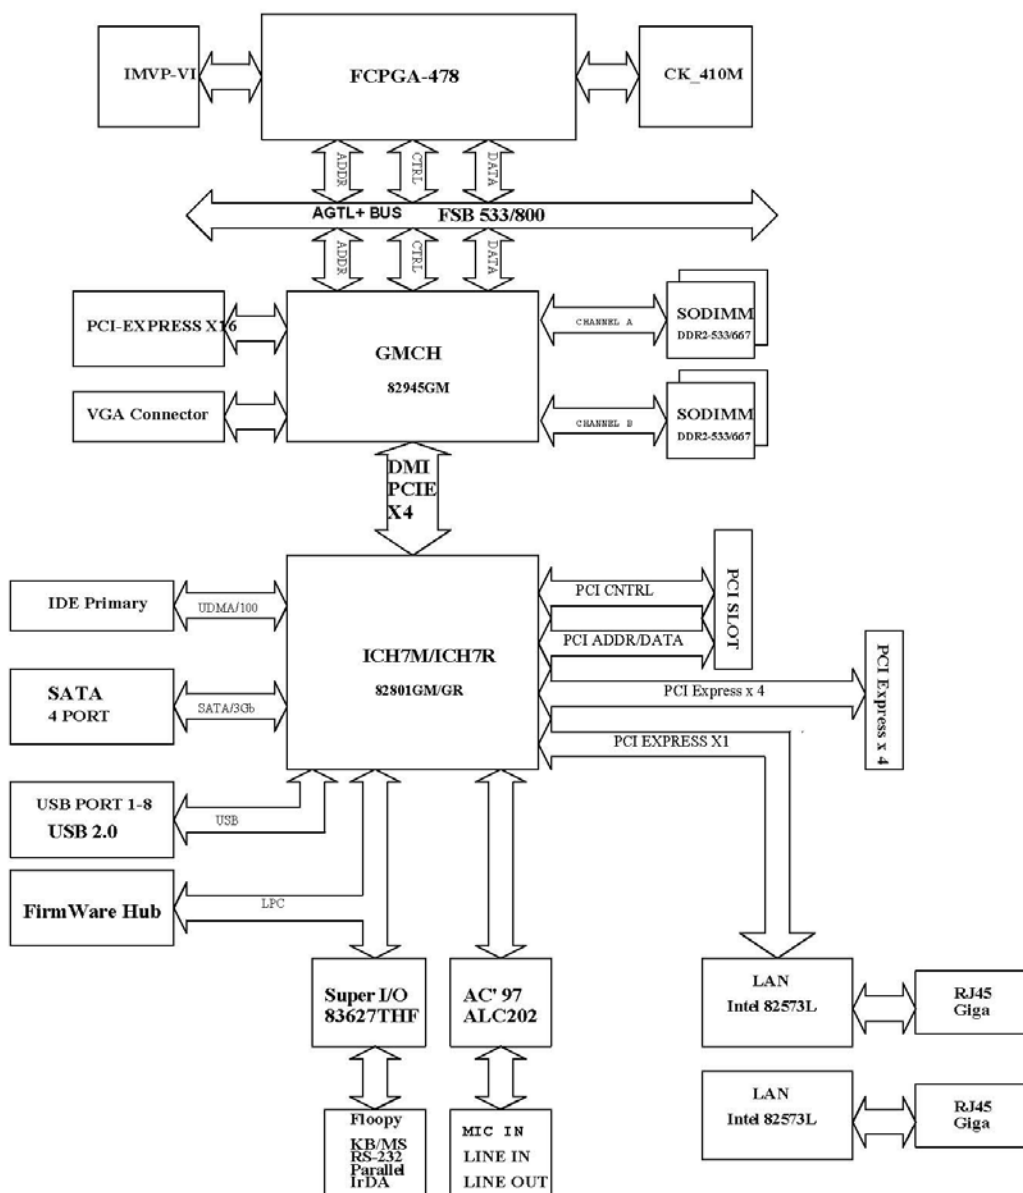 IMVP-VI
FCPGA-478
CK_410M
ADDR
CTRL
DATA
AGTL+ BUS
FSB 533/800
ADDR
CTRL
DATA
PCI-EXPRESS X16
GMCH
82945GM
CHANNEL A
SODIMM
DDR2-533/667
VGA Connector
CHANNEL B
SODIMM
DDR2-533/667
DMI
PCIE
X4
IDE Primary
UDMA/100
ICH7M/ICH7R
82801GM/GR
PCI CNTRL
PCI ADDR/DATA
PCI SLOT
SATA
4 PORT
SATA/3Gb
PCI Express x 4
PCI Express x 4
PCI EXPRESS X1
USB PORT 1-8
USB 2.0
USB
FirmWare Hub
LPC
Super I/O
83627THF
AC' 97
ALC202
LAN
Intel 82573L
RJ45
Giga
Floopy
KB/MS
RS-232
Parallel
IrDA
MIC IN
LINE IN
LINE OUT
LAN
Intel 82573L
RJ45
Giga